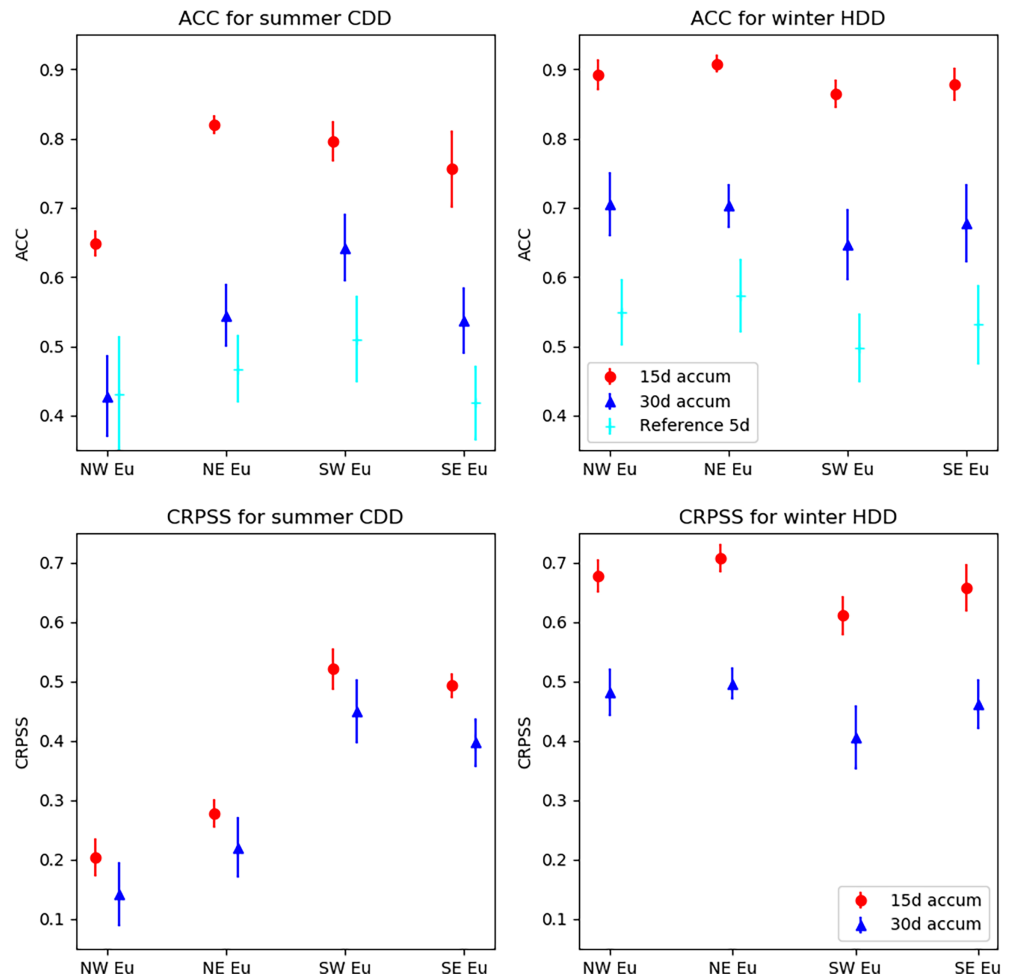 ACC for summer CDD
ACC
0.9
0.8
0.7
0.6
0.5
0.4
NW Eu NE Eu SW Eu SE Eu
ACC for winter HDD
ACC
0.9
0.8
0.7
0.6
0.5
0.4
15d accum
30d accum
Reference 5d
NW Eu NE Eu SW Eu SE Eu
CRPSS for summer CDD
CRPSS
0.7
0.6
0.5
0.4
0.3
0.2
0.1
NW Eu NE Eu SW Eu SE Eu
CRPSS for winter HDD
CRPSS
0.7
0.6
0.5
0.4
0.3
0.2
0.1
15d accum
30d accum
NW Eu NE Eu SW Eu SE Eu